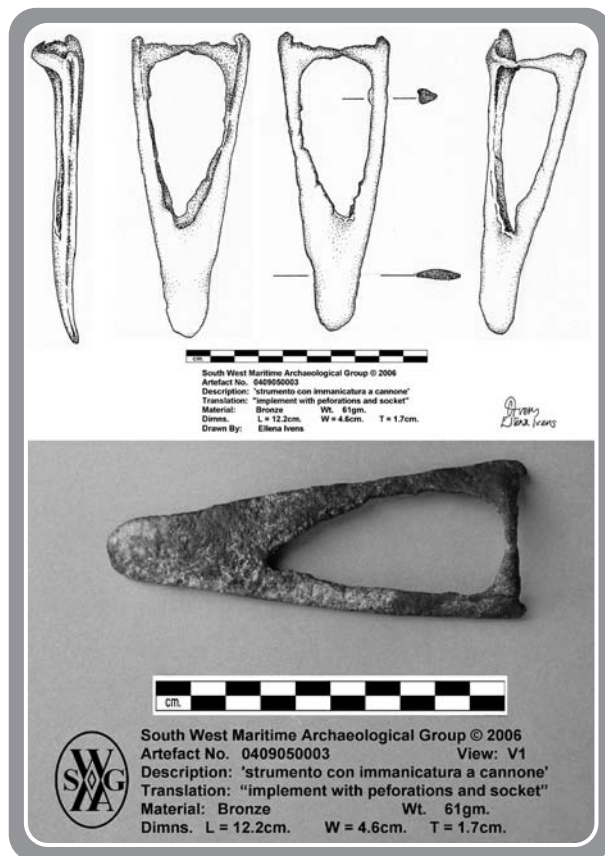 cm.
South West Maritime Archaeological Group © 2006
Artefact No. 0409050003
Description: 'strumento con immanicatura a cannone'
Translation: "implement with peforations and socket"
Material: Bronze Wt. 61gm.
Dimns. L = 12.2cm. W = 4.6cm. T = 1.7cm.
Drawn By: Ellena Ivens
Ivens
cm.
South West Maritime Archaeological Group © 2006
Artefact No. 0409050003 View: V1
Description: 'strumento con immanicatura a cannone'
Translation: "implement with peforations and socket"
Material: Bronze Wt. 61gm.
Dimns. L = 12.2cm. W = 4.6cm. T = 1.7cm.
SWMAG